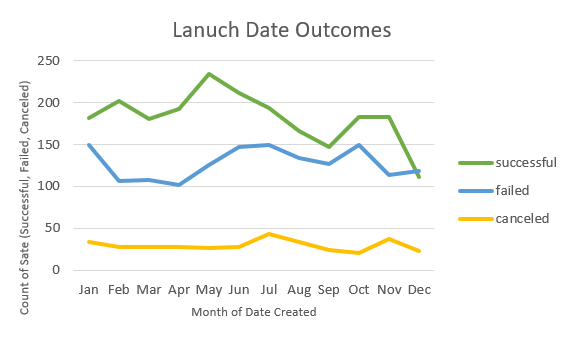 Lanuch Date Outcomes
Count of Sate (Successful, Failed, Canceled)
250
200
150
100
50
0
Jan Feb Mar Apr May Jun Jul Aug Sep Oct Nov Dec
Month of Date Created
successful
failed
canceled